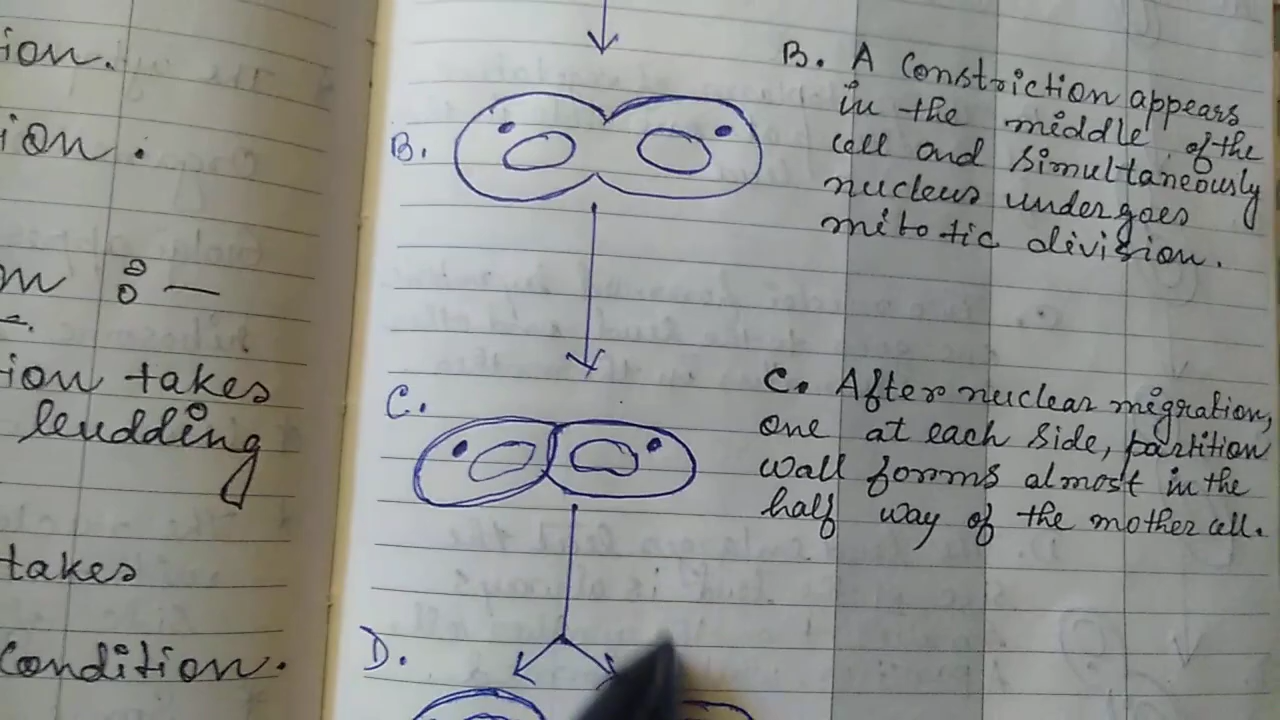 ion.
ion.
m :-
ion takes
leudding
takes
condition.
B.
B. A Constriction appears
in the middle of the
cell and simultaneously
nucleus undergoes
mitotic division.
C.
C. After nuclear migration,
one at each side, partition
wall forms almost in the
half way of the mother cell.
D.